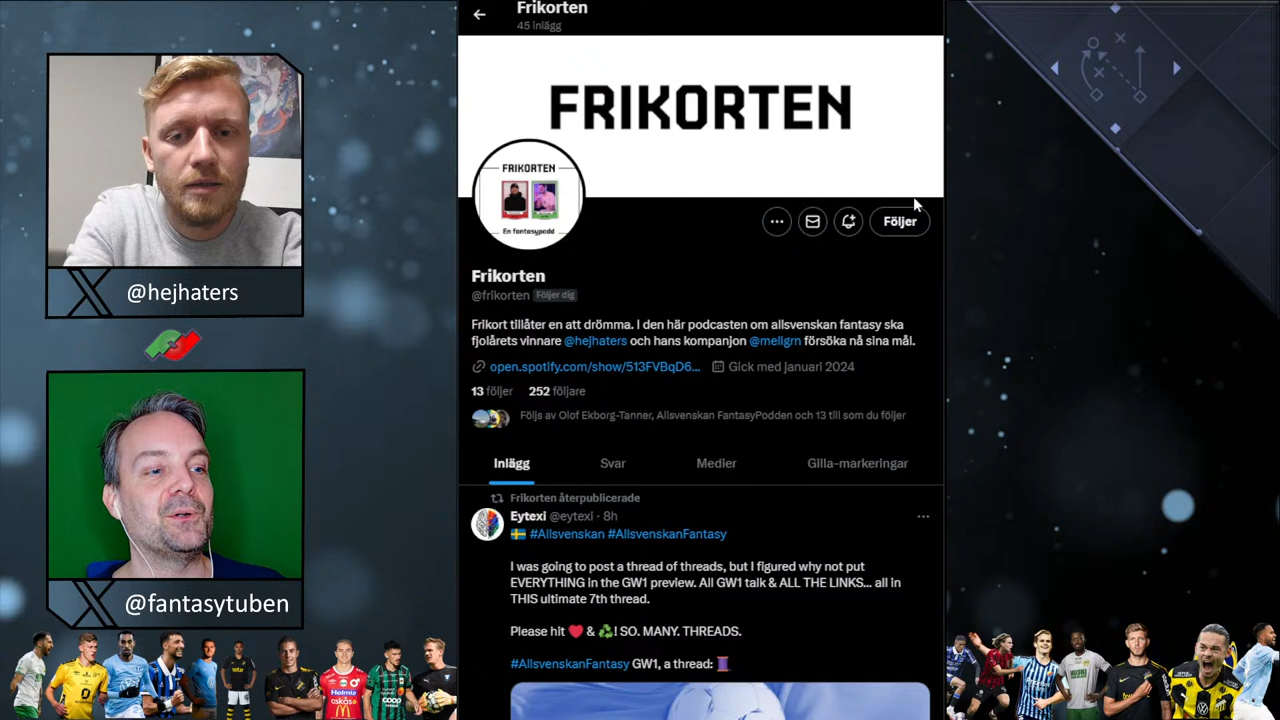 @hejhaters
@fantasytuben
Frikorten
45 inlägg
FRIKORTEN
FRIKORTEN
En fantasypodd
Följer
Frikorten
@frikorten Följer dig
Frikort tillåter en att drömma. I den här podcasten om allsvenskan fantasy ska
fjolårets vinnare @hejhaters och hans kompanjon @mellgrn försöka nå sina mål.
open.spotify.com/show/513FVBqD6... Gick med januari 2024
13 följer 252 följare
Följs av Olof Ekborg-Tanner, Allsvenskan FantasyPodden och 13 till som du följer
Inlägg Svar Medier Gilla-markeringar
Frikorten återpublicerade
Eytexi @eytexi · 8h
#Allsvenskan #AllsvenskanFantasy
I was going to post a thread of threads, but I figured why not put
EVERYTHING in the GW1 preview. All GW1 talk & ALL THE LINKS... all in
THIS ultimate 7th thread.
Please hit ❤️ & ♻️! SO. MANY. THREADS.
#AllsvenskanFantasy GW1, a thread: 🧵
Helmia
COOP